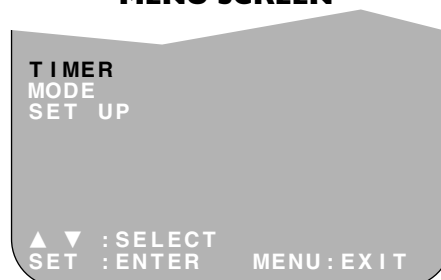 MENU SCREEN
TIMER
MODE
SET UP
▲ ▼ :SELECT
SET :ENTER MENU:EXIT